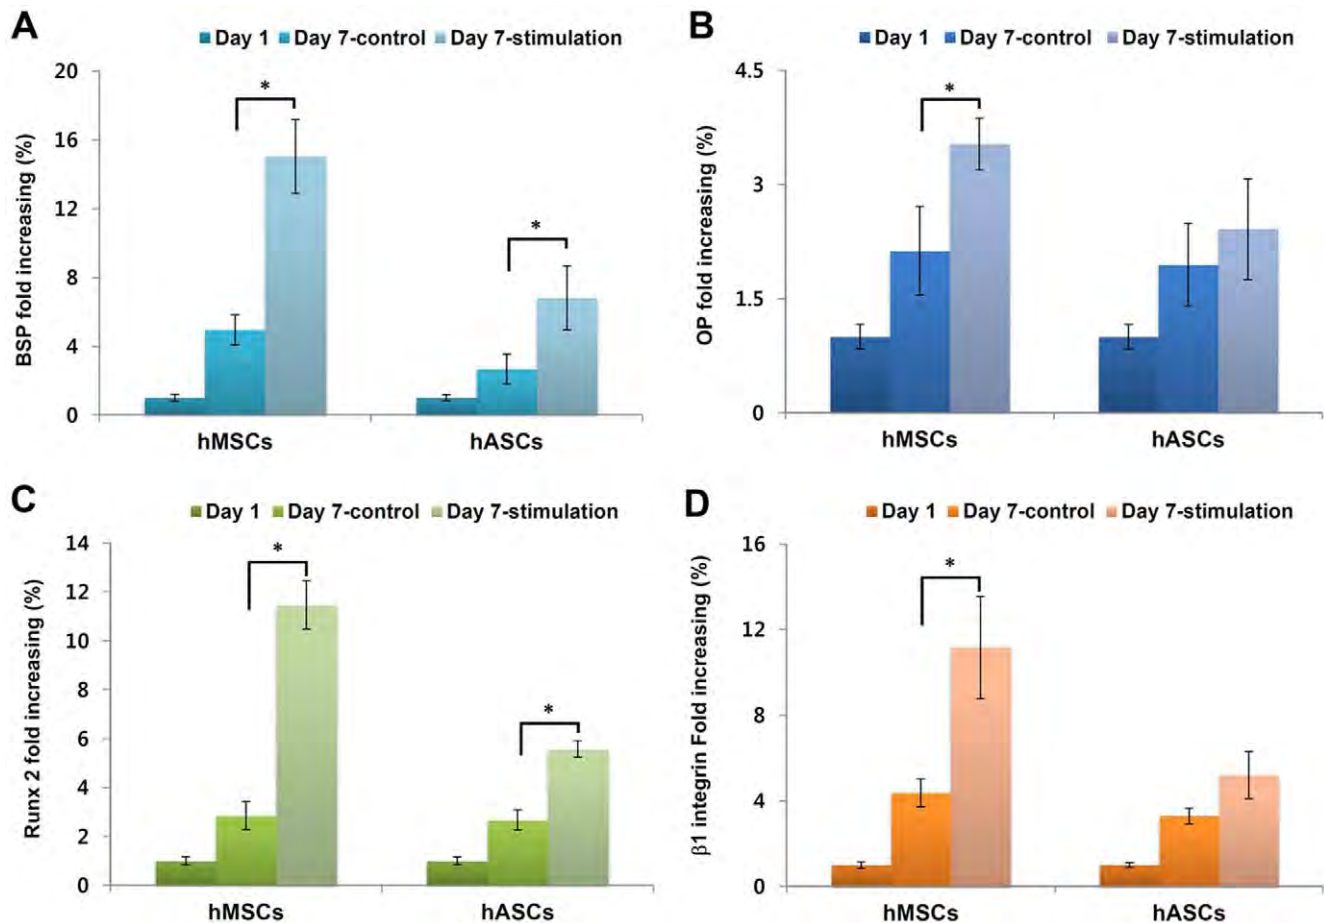 A
Day 1 Day 7-control Day 7-stimulation
BSP fold increasing (%)
20
16
12
8
4
0
*
*
hMSCs hASCs
B
Day 1 Day 7-control Day 7-stimulation
OP fold increasing (%)
4.5
3
1.5
0
*
hMSCs hASCs
C
Day 1 Day 7-control Day 7-stimulation
Runx 2 fold increasing (%)
14
12
10
8
6
4
2
0
*
*
hMSCs hASCs
D
Day 1 Day 7-control Day 7-stimulation
β1 integrin Fold increasing (%)
16
12
8
4
0
*
hMSCs hASCs